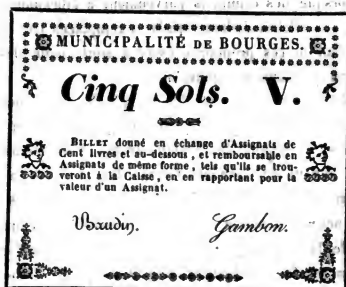 MUNICIPALITÉ DE BOURGES.
Cinq Sols. V.
BILLET donné en échange d'Assignats de
Cent livres et au-dessous, et remboursable en
Assignats de même forme, tels qu'ils se trou-
veront à la Caisse, en en rapportant pour la
valeur d'un Assignat.
Baudin. Gambon.